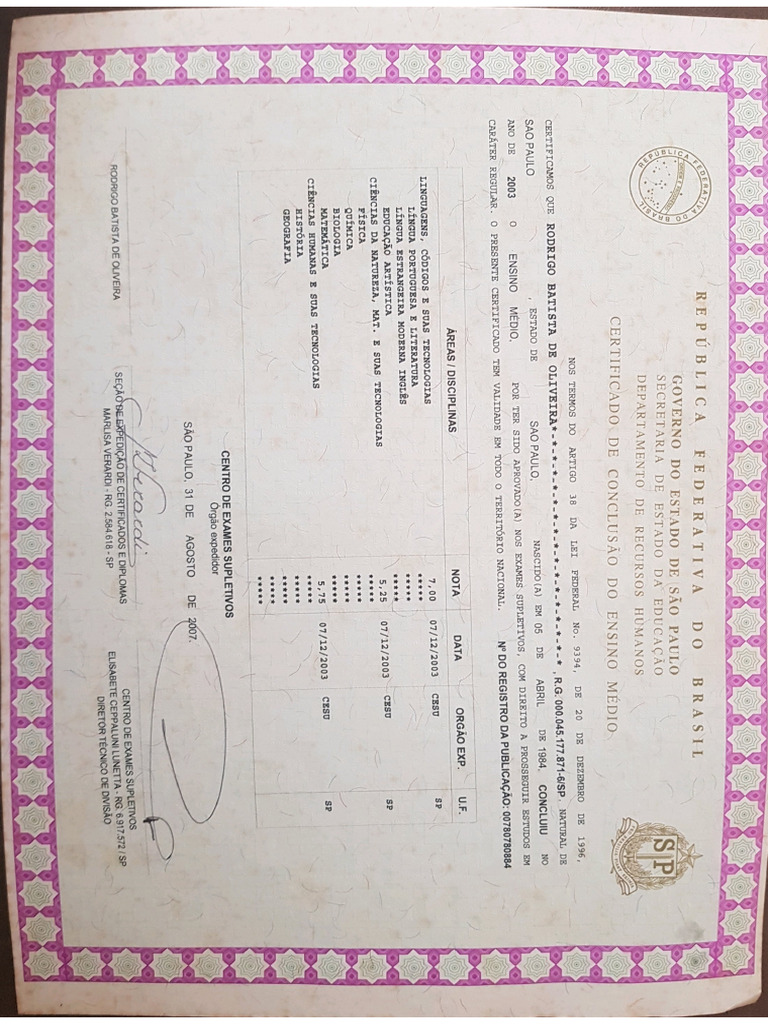 REPÚBLICA FEDERATIVA DO BRASIL
REPÚBLICA FEDERATIVA DO BRASIL
SP
GOVERNO DO ESTADO DE SÃO PAULO
SECRETARIA DE ESTADO DA EDUCAÇÃO
DEPARTAMENTO DE RECURSOS HUMANOS
CERTIFICADO DE CONCLUSÃO DO ENSINO MÉDIO
NOS TERMOS DO ARTIGO 38 DA LEI FEDERAL No. 9394, DE 20 DE DEZEMBRO DE 1996,
CERTIFICAMOS QUE RODRIGO BATISTA DE OLIVEIRA*-*-*-*-*-*-*-*-*-*-*-*-*-*-*-*-* , R.G. 000.045.177.871-6/SP, NATURAL DE
SAO PAULO , ESTADO DE SAO PAULO, NASCIDO(A) EM 05 DE ABRIL DE 1984, CONCLUIU NO
ANO DE 2003 O ENSINO MÉDIO, POR TER SIDO APROVADO(A) NOS EXAMES SUPLETIVOS, COM DIREITO A PROSSEGUIR ESTUDOS EM
CARÁTER REGULAR. O PRESENTE CERTIFICADO TEM VALIDADE EM TODO O TERRITÓRIO NACIONAL. Nº DO REGISTRO DA PUBLICAÇÃO: 00780780884
ÁREAS / DISCIPLINAS NOTA DATA ORGÃO EXP. U.F.
LINGUAGENS, CÓDIGOS E SUAS TECNOLOGIAS 7,00 07/12/2003 CESU SP
LÍNGUA PORTUGUESA E LITERATURA *****
LÍNGUA ESTRANGEIRA MODERNA INGLÊS *****
EDUCAÇÃO ARTÍSTICA *****
CIÊNCIAS DA NATUREZA, MAT. E SUAS TECNOLOGIAS 5,25 07/12/2003 CESU SP
FÍSICA *****
QUÍMICA *****
BIOLOGIA *****
MATEMÁTICA *****
CIÊNCIAS HUMANAS E SUAS TECNOLOGIAS 5,75 07/12/2003 CESU SP
HISTÓRIA *****
GEOGRAFIA *****
CENTRO DE EXAMES SUPLETIVOS
Órgão expedidor
SÃO PAULO, 31 DE AGOSTO DE 2007.
RODRIGO BATISTA DE OLIVEIRA
SEÇÃO DE EXPEDIÇÃO DE CERTIFICADOS E DIPLOMAS
MARLISA VERARDI - RG. 2.584.618 - SP
CENTRO DE EXAMES SUPLETIVOS
ELISABETE CEPPALUNI LUNETTA - RG. 6.917.572 / SP
DIRETOR TÉCNICO DE DIVISÃO